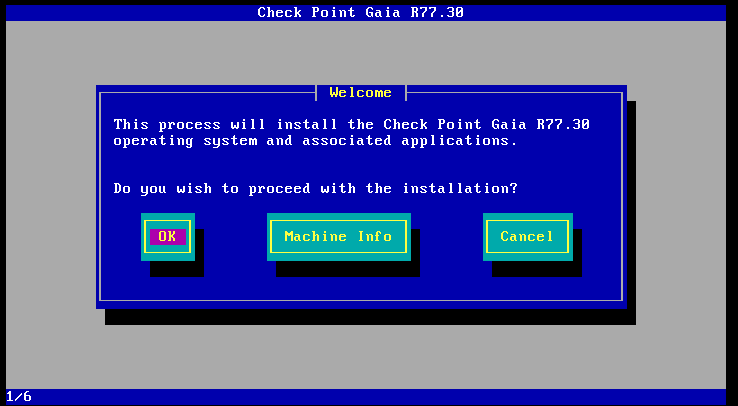 Check Point Gaia R77.30
Welcome
This process will install the Check Point Gaia R77.30
operating system and associated applications.
Do you wish to proceed with the installation?
OK Machine Info Cancel
1/6